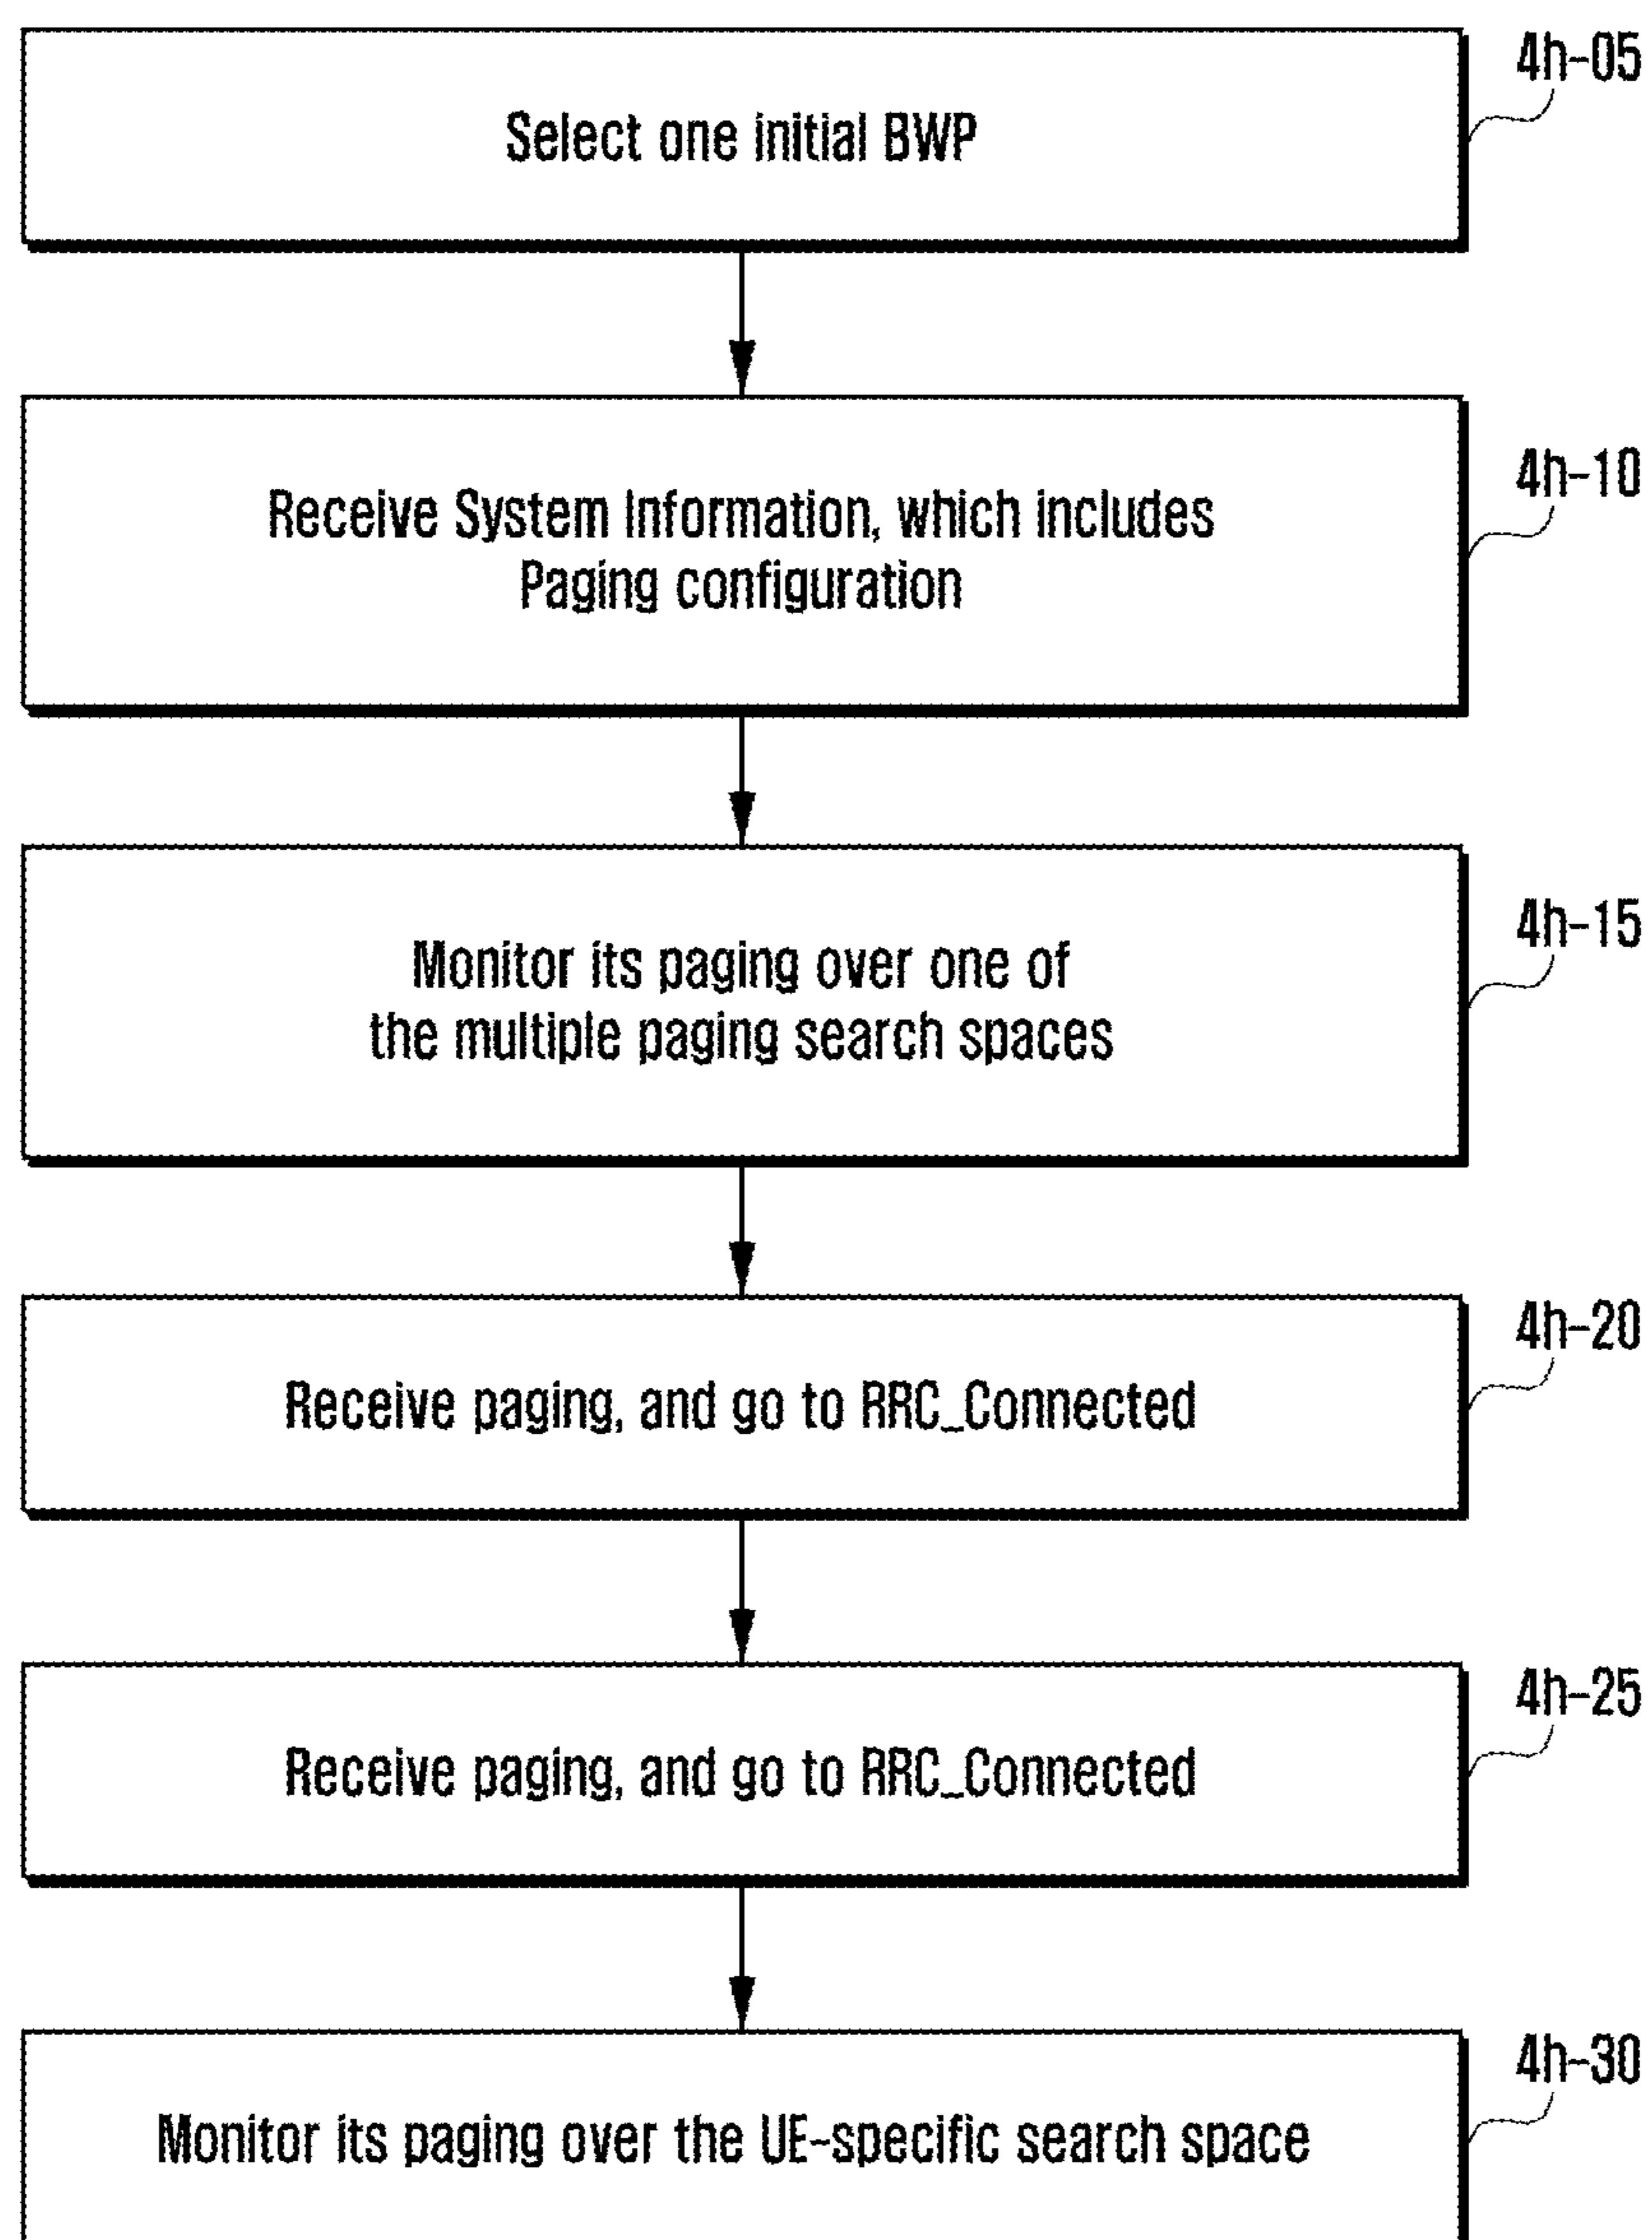 4h-05
Select one initial BWP
4h-10
Receive System Information, which includes
Paging configuration
4h-15
Monitor its paging over one of
the multiple paging search spaces
4h-20
Receive paging, and go to RRC_Connected
4h-25
Receive paging, and go to RRC_Connected
4h-30
Monitor its paging over the UE-specific search space